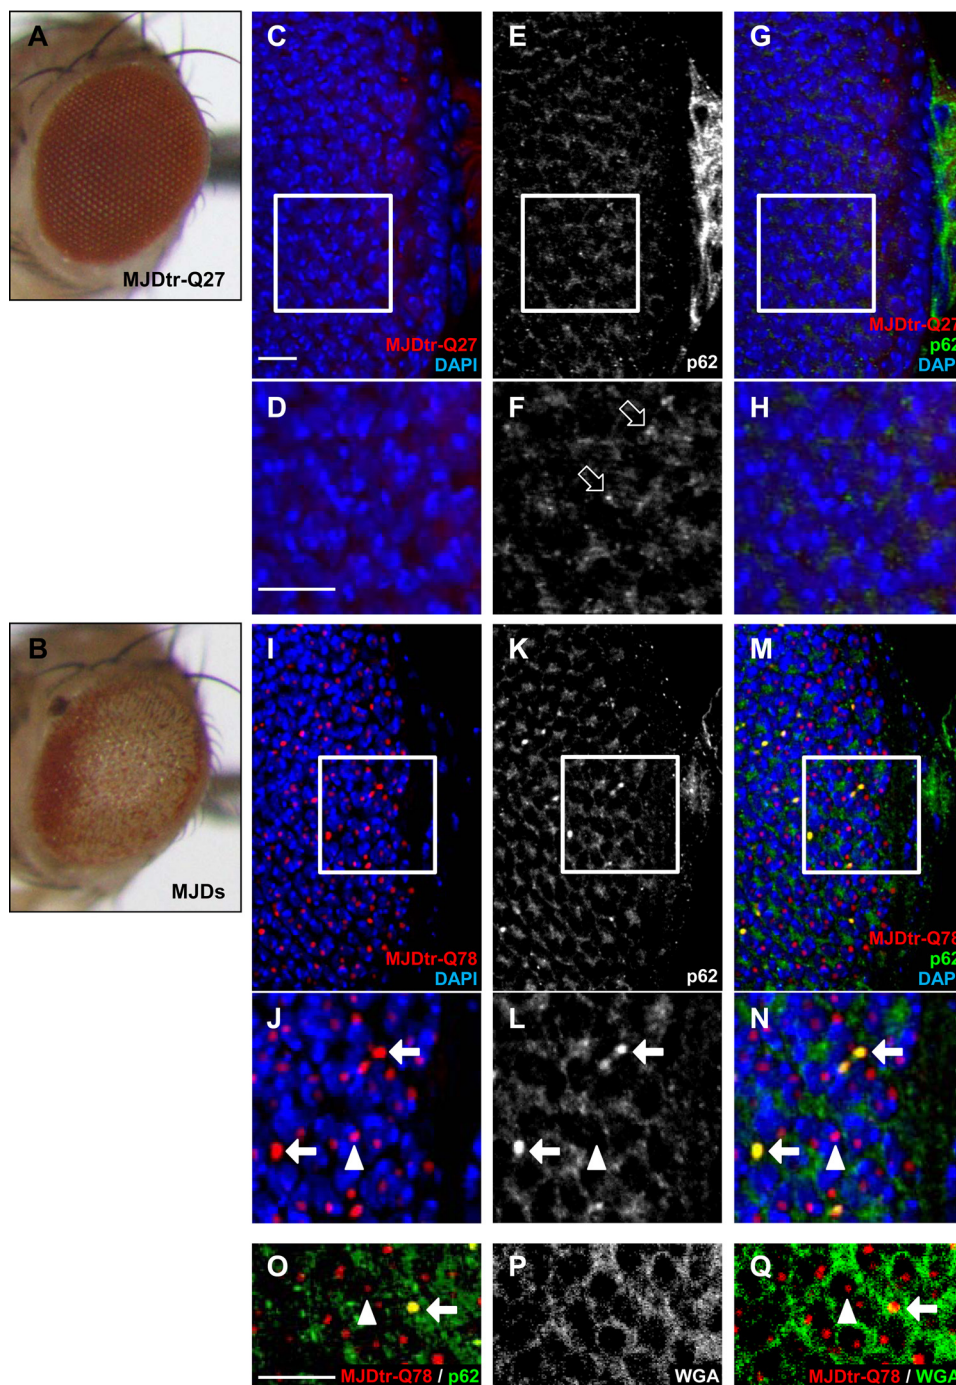 A
MJDtr-Q27
C
MJDtr-Q27
DAPI
E
p62
G
MJDtr-Q27
p62
DAPI
D
F
H
B
MJDs
I
MJDtr-Q78
DAPI
K
p62
M
MJDtr-Q78
p62
DAPI
J
L
N
O
MJDtr-Q78 / p62
P
WGA
Q
MJDtr-Q78 / WGA